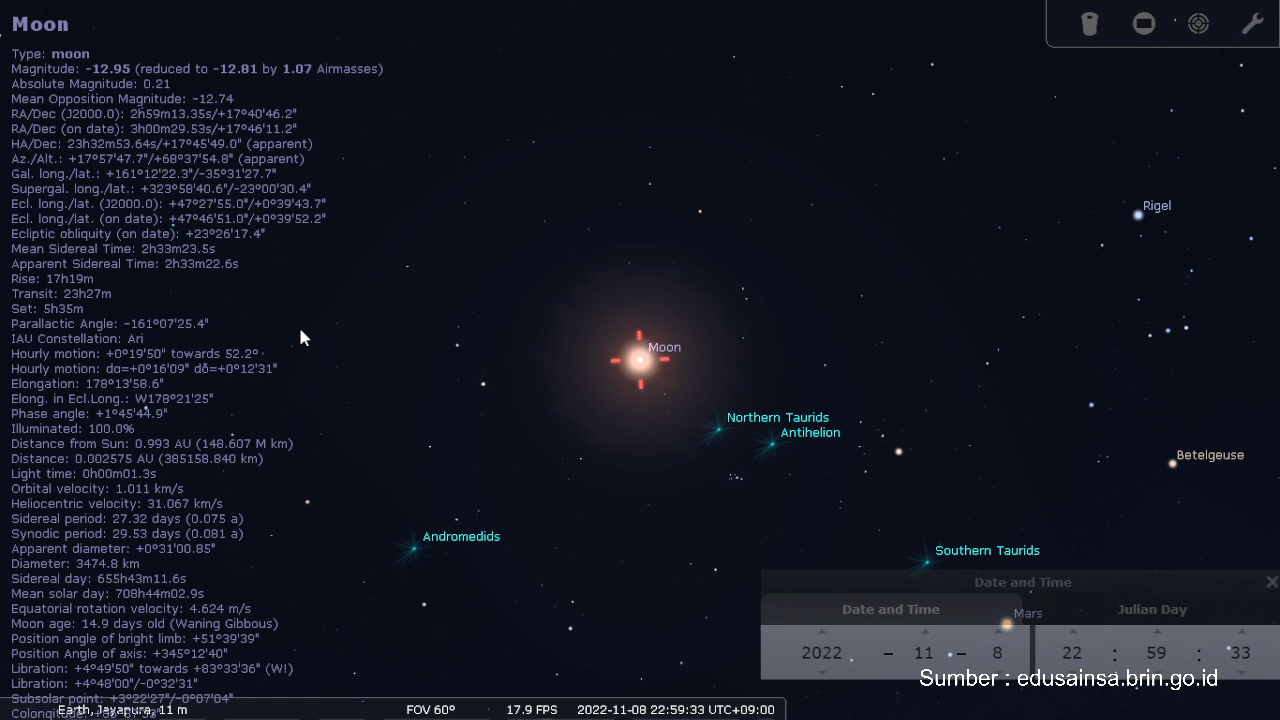 Moon
Type: moon
Magnitude: -12.95 (reduced to -12.81 by 1.07 Airmasses)
Absolute Magnitude: 0.21
Mean Opposition Magnitude: -12.74
RA/Dec (J2000.0): 2h59m13.35s/+17°40'46.2"
RA/Dec (on date): 3h00m29.53s/+17°46'11.2"
HA/Dec: 23h32m53.64s/+17°45'49.0" (apparent)
Az./Alt.: +17°57'47.7"/+68°37'54.8" (apparent)
Gal. long./lat.: +161°12'22.3"/-35°31'27.7"
Supergal. long./lat.: +323°58'40.6"/-23°00'30.4"
Ecl. long./lat. (J2000.0): +47°27'55.0"/+0°39'43.7"
Ecl. long./lat. (on date): +47°46'51.0"/+0°39'52.2"
Ecliptic obliquity (on date): +23°26'17.4"
Mean Sidereal Time: 2h33m23.5s
Apparent Sidereal Time: 2h33m22.6s
Rise: 17h19m
Transit: 23h27m
Set: 5h35m
Parallactic Angle: -161°07'25.4"
IAU Constellation: Ari
Hourly motion: +0°19'50" towards 52.2°
Hourly motion: dα=+0°16'09" dδ=+0°12'31"
Elongation: 178°13'58.6"
Elong. in Ecl.Long.: W178°21'25"
Phase angle: +1°45'44.9"
Illuminated: 100.0%
Distance from Sun: 0.993 AU (148.607 M km)
Distance: 0.002575 AU (385158.840 km)
Light time: 0h00m01.3s
Orbital velocity: 1.011 km/s
Heliocentric velocity: 31.067 km/s
Sidereal period: 27.32 days (0.075 a)
Synodic period: 29.53 days (0.081 a)
Apparent diameter: +0°31'00.85"
Diameter: 3474.8 km
Sidereal day: 655h43m11.6s
Mean solar day: 708h44m02.9s
Equatorial rotation velocity: 4.624 m/s
Moon age: 14.9 days old (Waning Gibbous)
Position angle of bright limb: +51°39'39"
Position Angle of axis: +345°12'40"
Libration: +4°49'50" towards +83°33'36" (W!)
Libration: +4°48'00"/-0°32'31"
Subsolar point: +3°22'27"/-0°07'04"
Colongitude:
Earth, Jayapura, 11 m
FOV 60°
17.9 FPS
2022-11-08 22:59:33 UTC+09:00
Rigel
Moon
Northern Taurids
Antihelion
Betelgeuse
Andromedids
Southern Taurids
Mars
Date and Time
Date and Time
Julian Day
2022 - 11 - 8
22 : 59 : 33
Sumber : edusainsa.brin.go.id